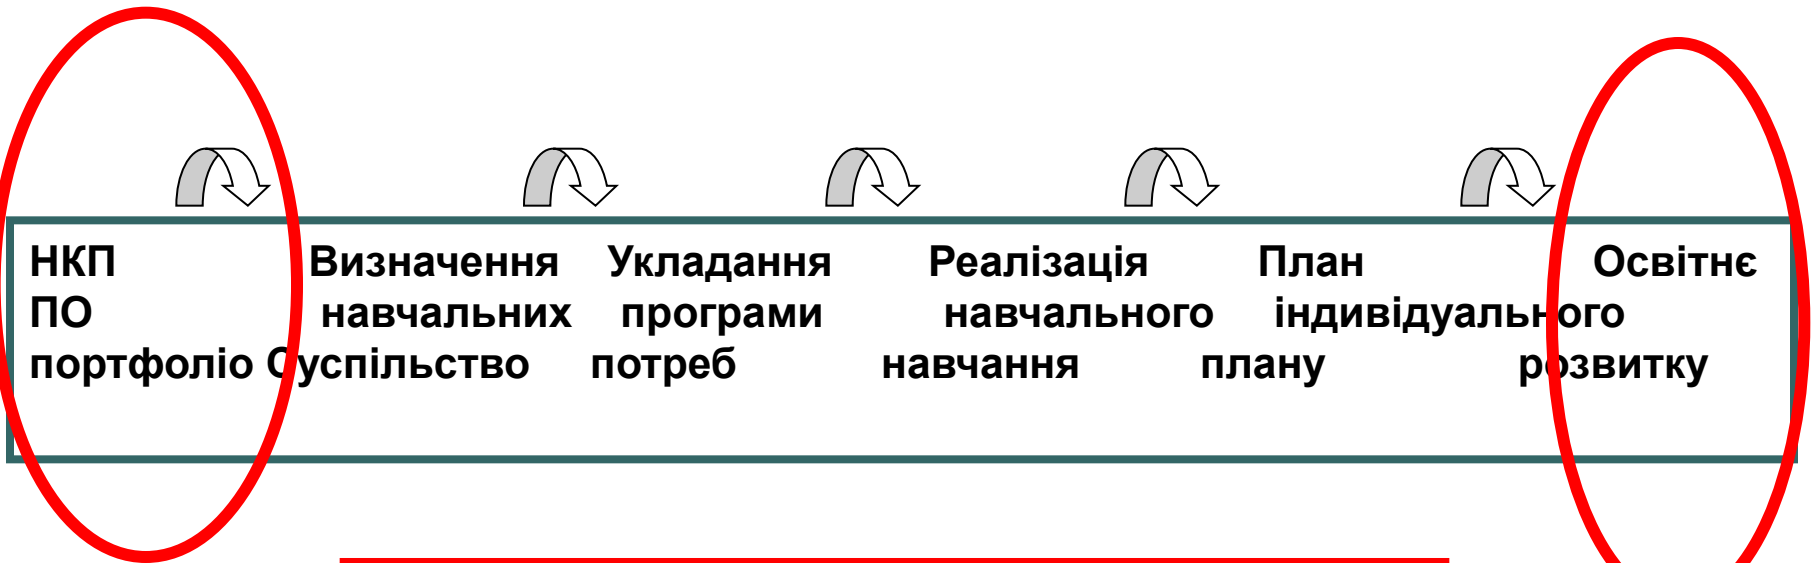 НКП Визначення Укладання Реалізація План Освітнє
ПО навчальних програми навчального індивідуального
портфоліо Суспільство потреб навчання плану розвитку